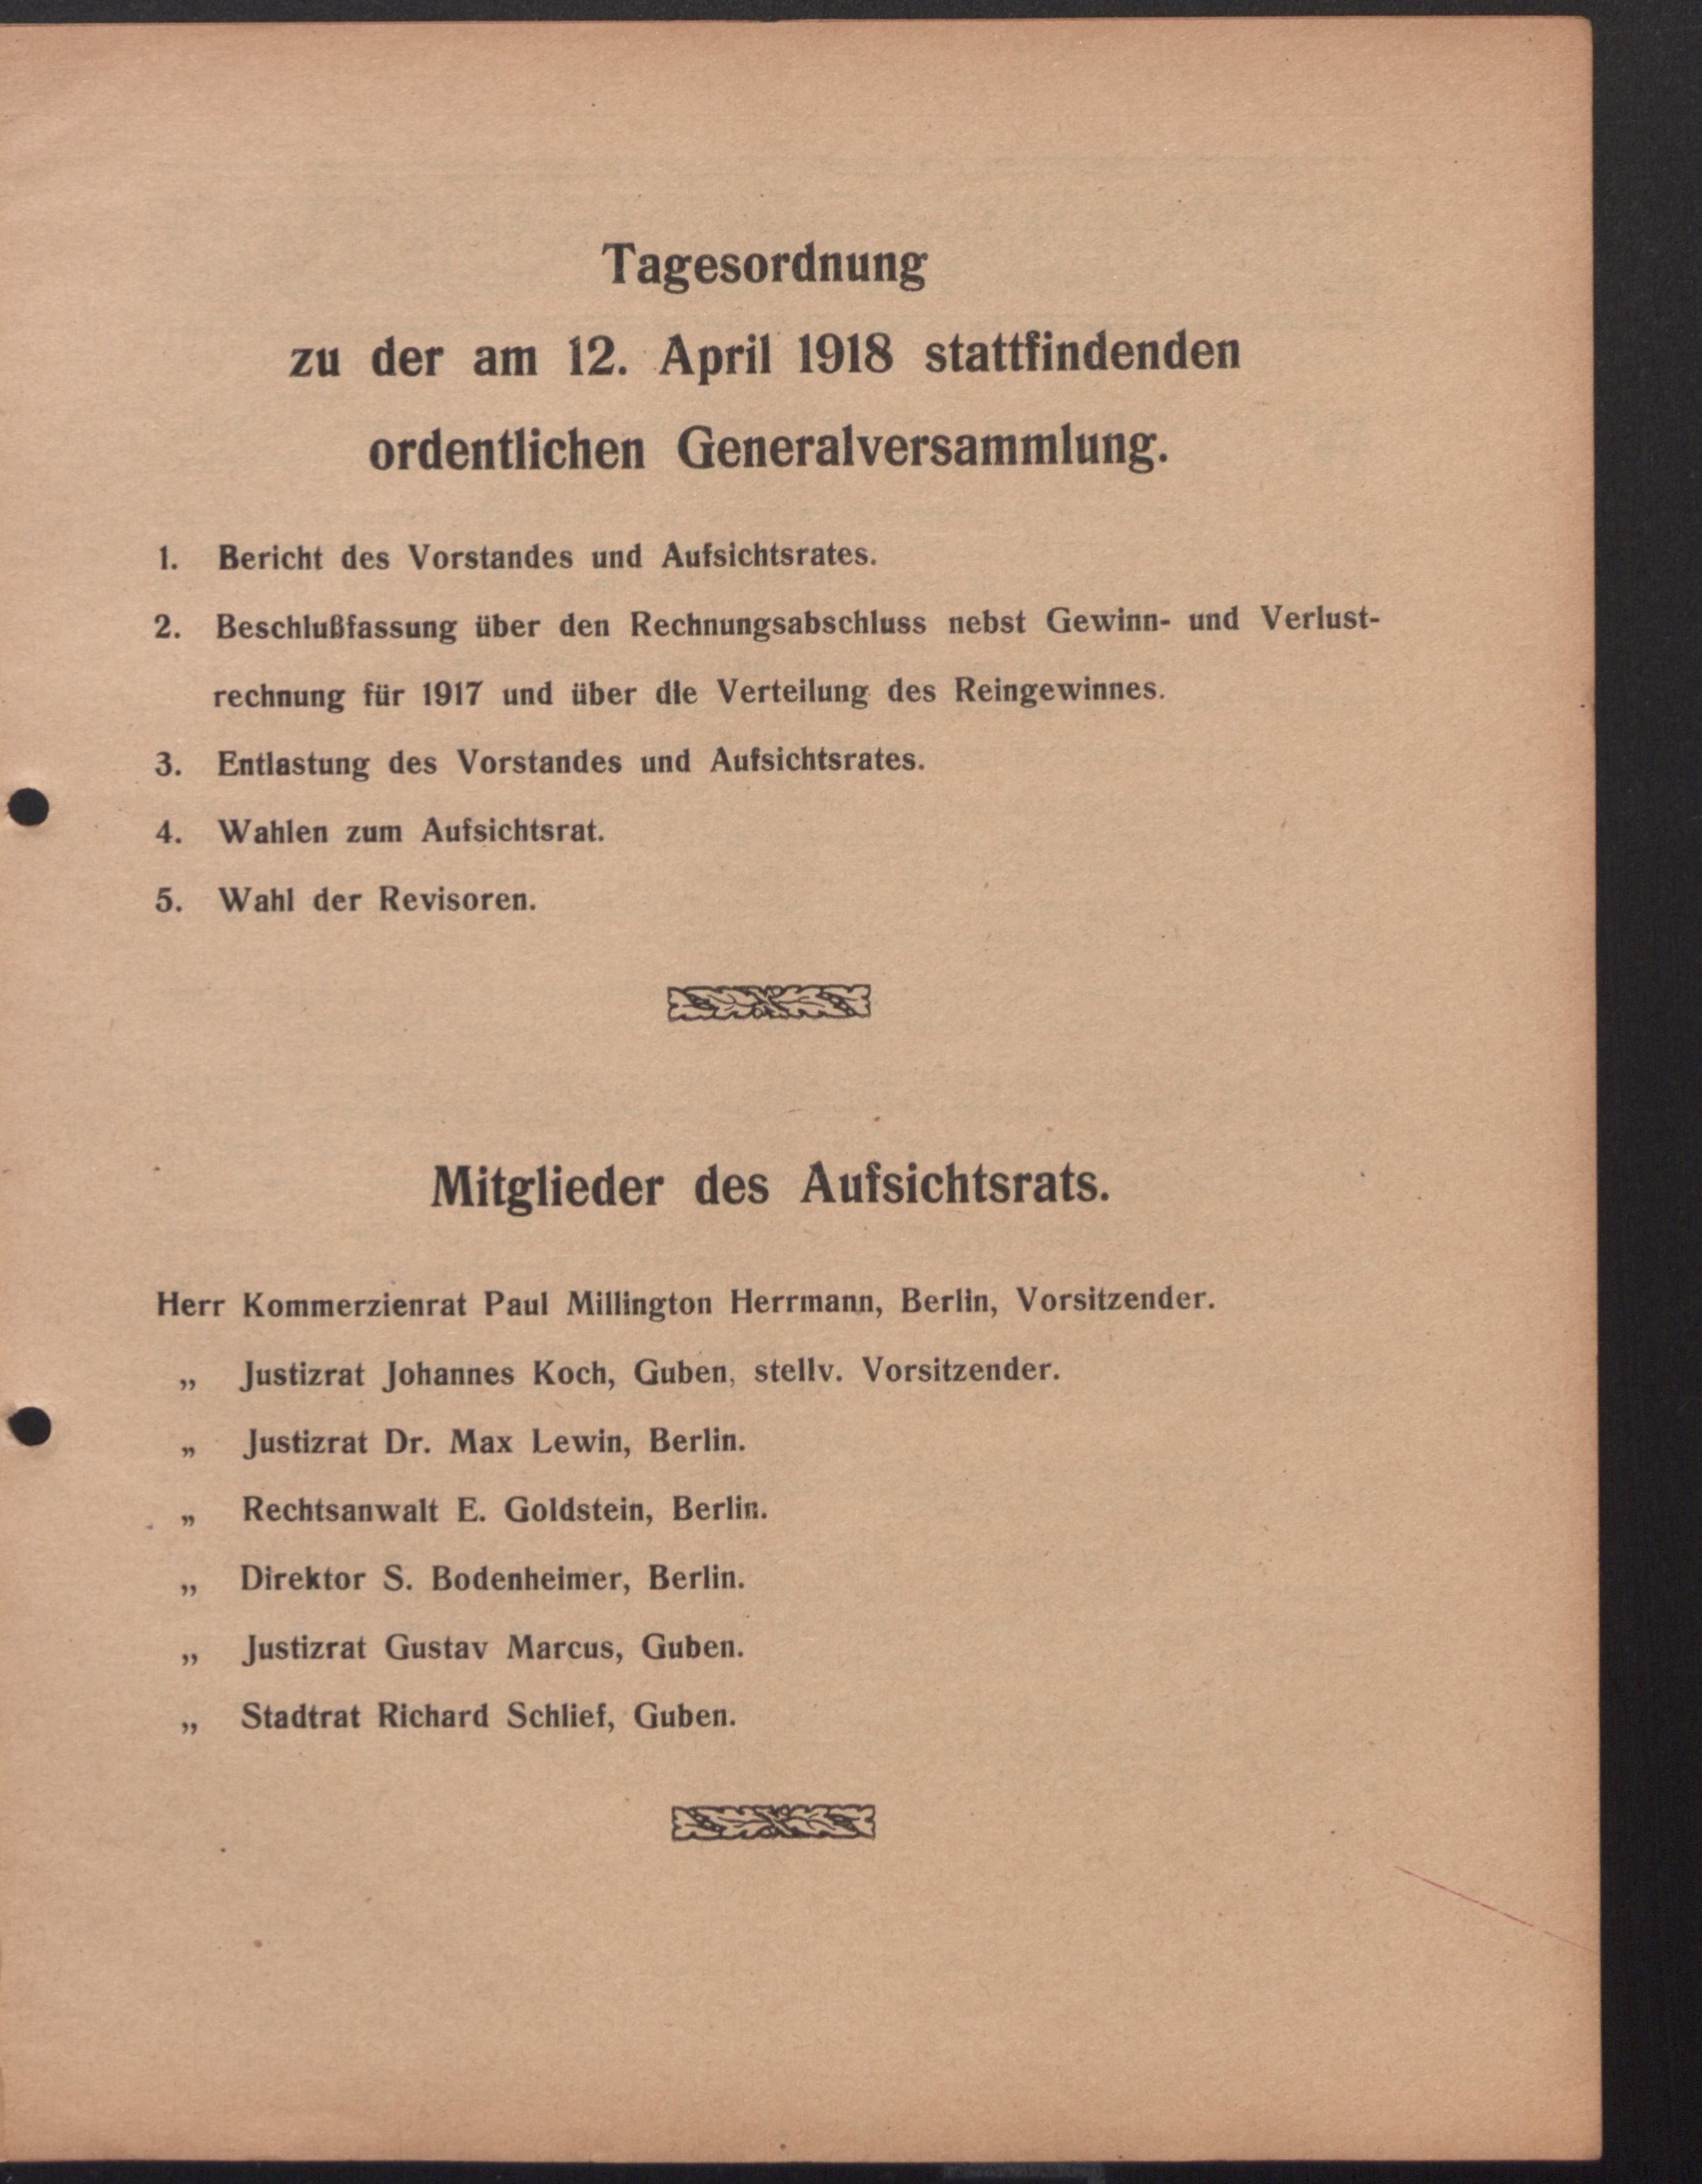 Tagesordnung
zu der am 12. April 1918 stattfindenden
ordentlichen Generalversammlung.
1. Bericht des Vorstandes und Aufsichtsrates.
2. Beschlußfassung über den Rechnungsabschluss nebst Gewinn- und Verlust-
rechnung für 1917 und über die Verteilung des Reingewinnes.
3. Entlastung des Vorstandes und Aufsichtsrates.
4. Wahlen zum Aufsichtsrat.
5. Wahl der Revisoren.
Mitglieder des Aufsichtsrats.
Herr Kommerzienrat Paul Millington Herrmann, Berlin, Vorsitzender.
„ Justizrat Johannes Koch, Guben, stellv. Vorsitzender.
„ Justizrat Dr. Max Lewin, Berlin.
„ Rechtsanwalt E. Goldstein, Berlin.
„ Direktor S. Bodenheimer, Berlin.
„ Justizrat Gustav Marcus, Guben.
„ Stadtrat Richard Schlief, Guben.